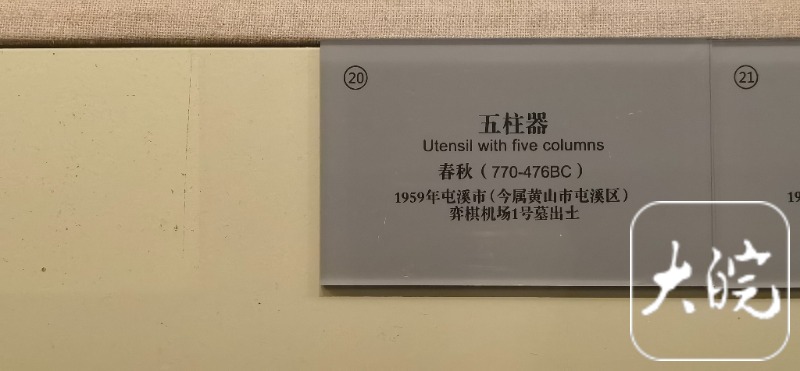 ⑳
五柱器
Utensil with five columns
春秋（770-476BC）
1959年屯溪市（今属黄山市屯溪区）
弈棋机场1号墓出土
㉑
19
大皖